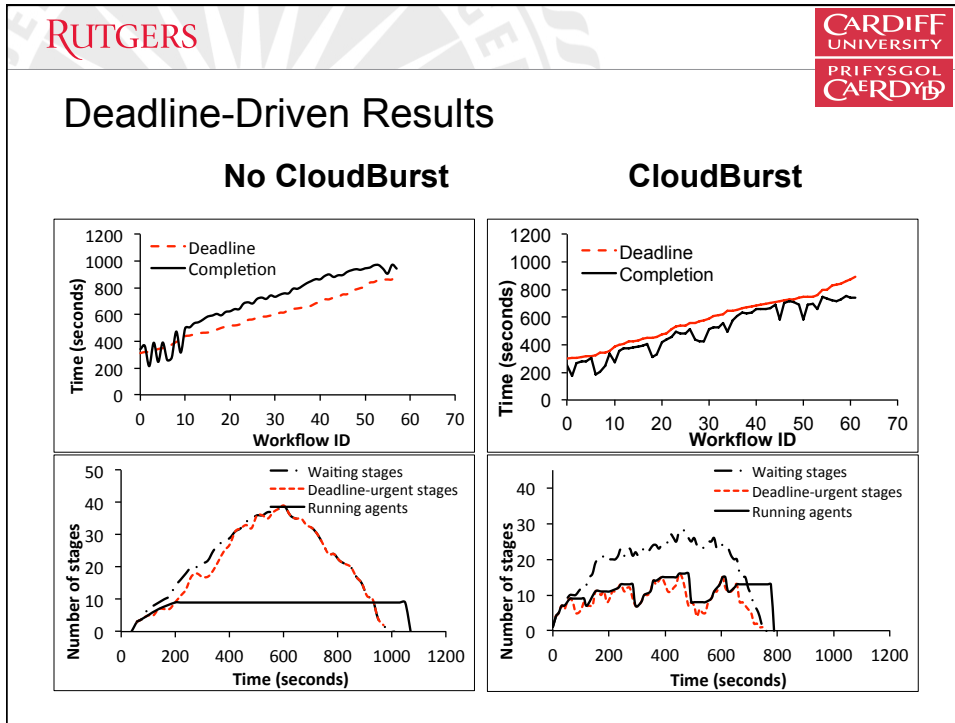 RUTGERS
CARDIFF
UNIVERSITY
PRIFYSGOL
CAERDYDD
Deadline-Driven Results
No CloudBurst
CloudBurst
1200
1000
800
600
400
200
0
Time (seconds)
Deadline
Completion
0 10 20 30 40 50 60 70
Workflow ID
1200
1000
800
600
400
200
0
Time (seconds)
Deadline
Completion
0 10 20 30 40 50 60 70
Workflow ID
50
40
30
20
10
0
Number of stages
Waiting stages
Deadline-urgent stages
Running agents
0 200 400 600 800 1000 1200
Time (seconds)
40
30
20
10
0
Number of stages
Waiting stages
Deadline-urgent stages
Running agents
0 200 400 600 800 1000 1200
Time (seconds)